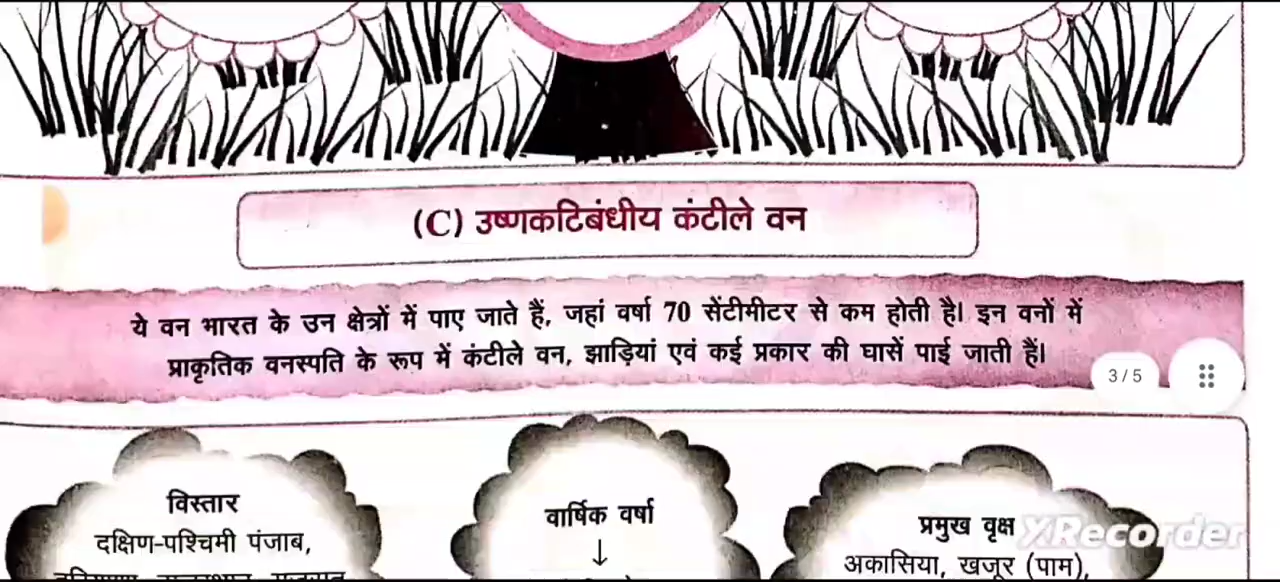 (C) उष्णकटिबंधीय कंटीले वन
ये वन भारत के उन क्षेत्रों में पाए जाते हैं, जहां वर्षा 70 सेंटीमीटर से कम होती है। इन वनों में
प्राकृतिक वनस्पति के रूप में कंटीले वन, झाड़ियां एवं कई प्रकार की घासें पाई जाती हैं।
3 / 5
विस्तार
दक्षिण-पश्चिमी पंजाब,
वार्षिक वर्षा
↓
प्रमुख वृक्ष
अकासिया, खजूर (पाम),
XRecorder